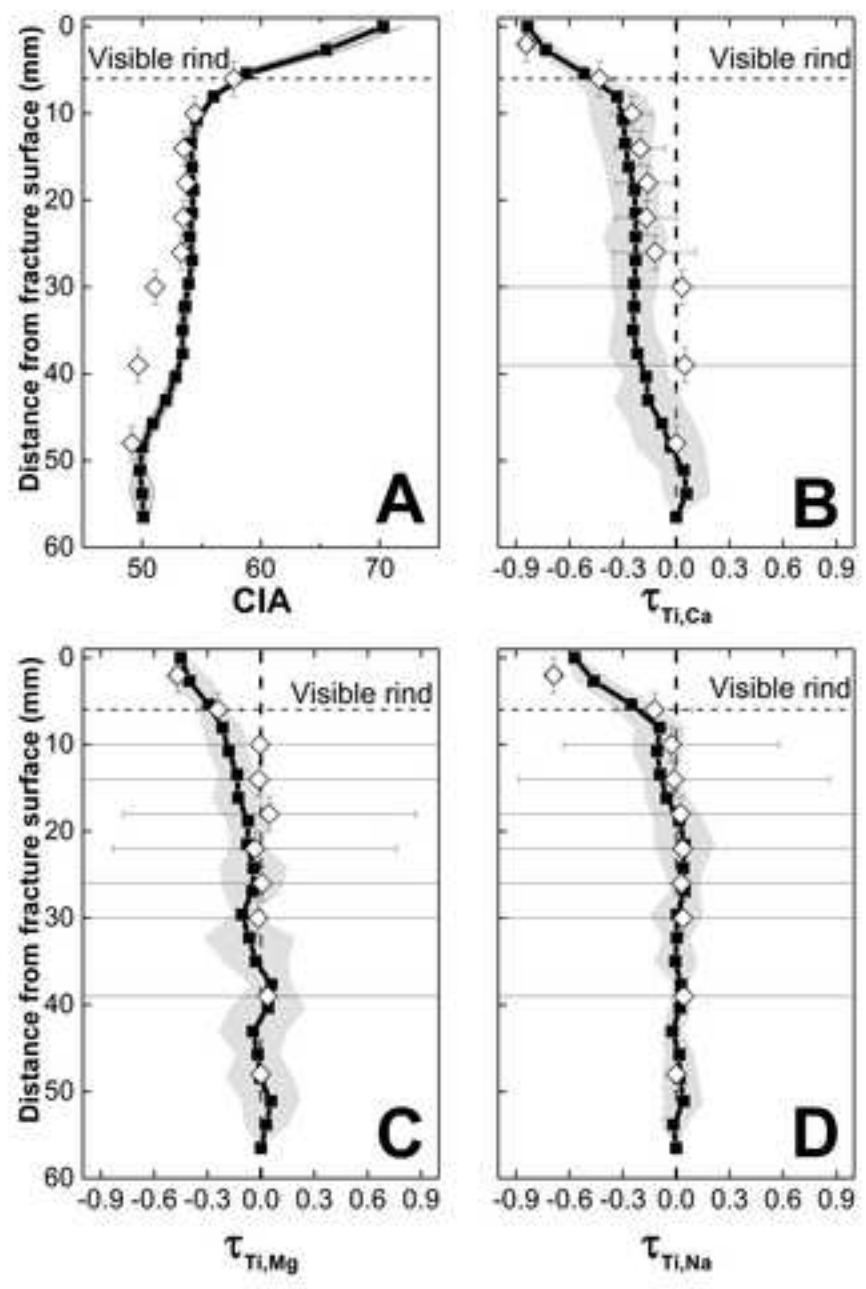 Distance from fracture surface (mm)
0
10
20
30
40
50
60
Visible rind
A
50 60 70
CIA
Visible rind
B
-0.9 -0.6 -0.3 0.0 0.3 0.6 0.9
τTi,Ca
Distance from fracture surface (mm)
0
10
20
30
40
50
60
Visible rind
C
-0.9 -0.6 -0.3 0.0 0.3 0.6 0.9
τTi,Mg
Visible rind
D
-0.9 -0.6 -0.3 0.0 0.3 0.6 0.9
τTi,Na